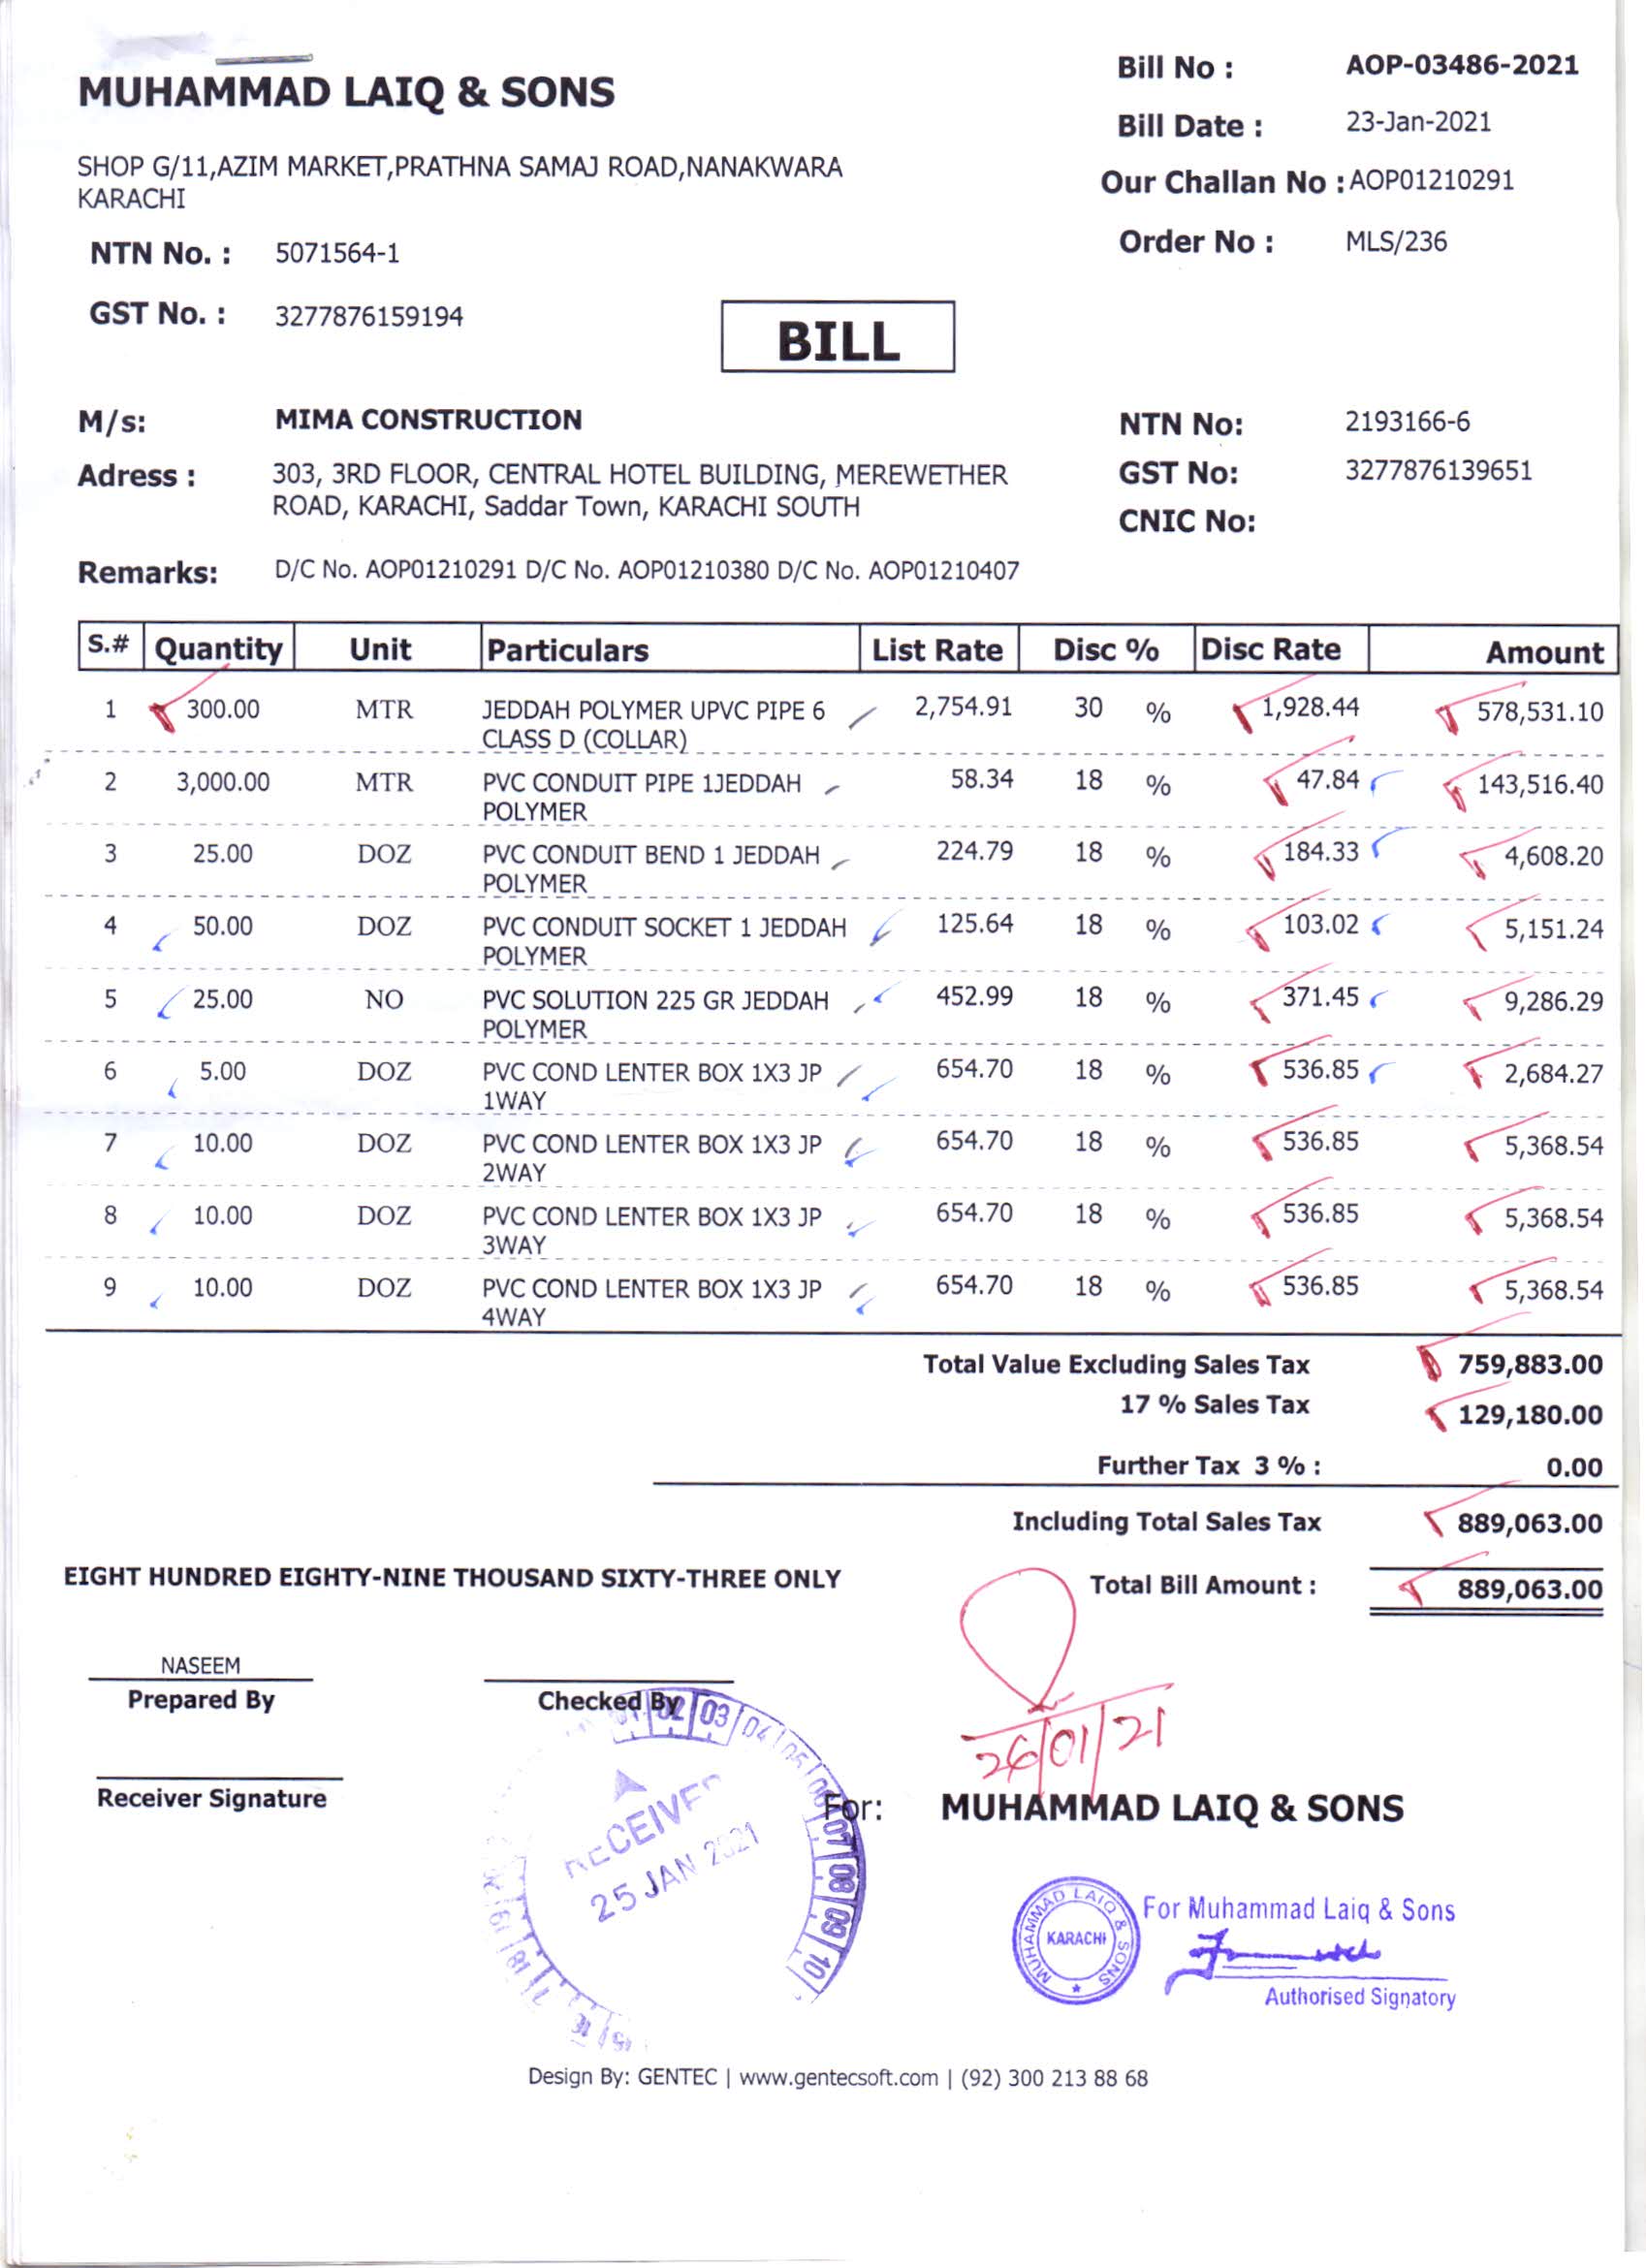 MUHAMMAD LAIQ & SONS
SHOP G/11,AZIM MARKET,PRATHNA SAMAJ ROAD,NANAKWARA
KARACHI
NTN No. : 5071564-1
GST No. : 3277876159194
Bill No : AOP-03486-2021
Bill Date : 23-Jan-2021
Our Challan No : AOP01210291
Order No : MLS/236
BILL
M/s: MIMA CONSTRUCTION
Adress : 303, 3RD FLOOR, CENTRAL HOTEL BUILDING, MEREWETHER
ROAD, KARACHI, Saddar Town, KARACHI SOUTH
NTN No: 2193166-6
GST No: 3277876139651
CNIC No:
Remarks: D/C No. AOP01210291 D/C No. AOP01210380 D/C No. AOP01210407
S.# Quantity Unit Particulars List Rate Disc % Disc Rate Amount
1 300.00 MTR JEDDAH POLYMER UPVC PIPE 6 2,754.91 30 % 1,928.44 578,531.10
CLASS D (COLLAR)
2 3,000.00 MTR PVC CONDUIT PIPE 1JEDDAH 58.34 18 % 47.84 143,516.40
POLYMER
3 25.00 DOZ PVC CONDUIT BEND 1 JEDDAH 224.79 18 % 184.33 4,608.20
POLYMER
4 50.00 DOZ PVC CONDUIT SOCKET 1 JEDDAH 125.64 18 % 103.02 5,151.24
POLYMER
5 25.00 NO PVC SOLUTION 225 GR JEDDAH 452.99 18 % 371.45 9,286.29
POLYMER
6 5.00 DOZ PVC COND LENTER BOX 1X3 JP 654.70 18 % 536.85 2,684.27
1WAY
7 10.00 DOZ PVC COND LENTER BOX 1X3 JP 654.70 18 % 536.85 5,368.54
2WAY
8 10.00 DOZ PVC COND LENTER BOX 1X3 JP 654.70 18 % 536.85 5,368.54
3WAY
9 10.00 DOZ PVC COND LENTER BOX 1X3 JP 654.70 18 % 536.85 5,368.54
4WAY
Total Value Excluding Sales Tax 759,883.00
17 % Sales Tax 129,180.00
Further Tax 3 % : 0.00
Including Total Sales Tax 889,063.00
EIGHT HUNDRED EIGHTY-NINE THOUSAND SIXTY-THREE ONLY
Total Bill Amount : 889,063.00
NASEEM
Prepared By
Checked By
26/01/21
Receiver Signature
02 03 04 05 06 07 08 09 10
RECEIVED
25 JAN 2021
For: MUHAMMAD LAIQ & SONS
MUHAMMAD LAIQ & SONS
KARACHI
For Muhammad Laiq & Sons
Authorised Signatory
Design By: GENTEC | www.gentecsoft.com | (92) 300 213 88 68